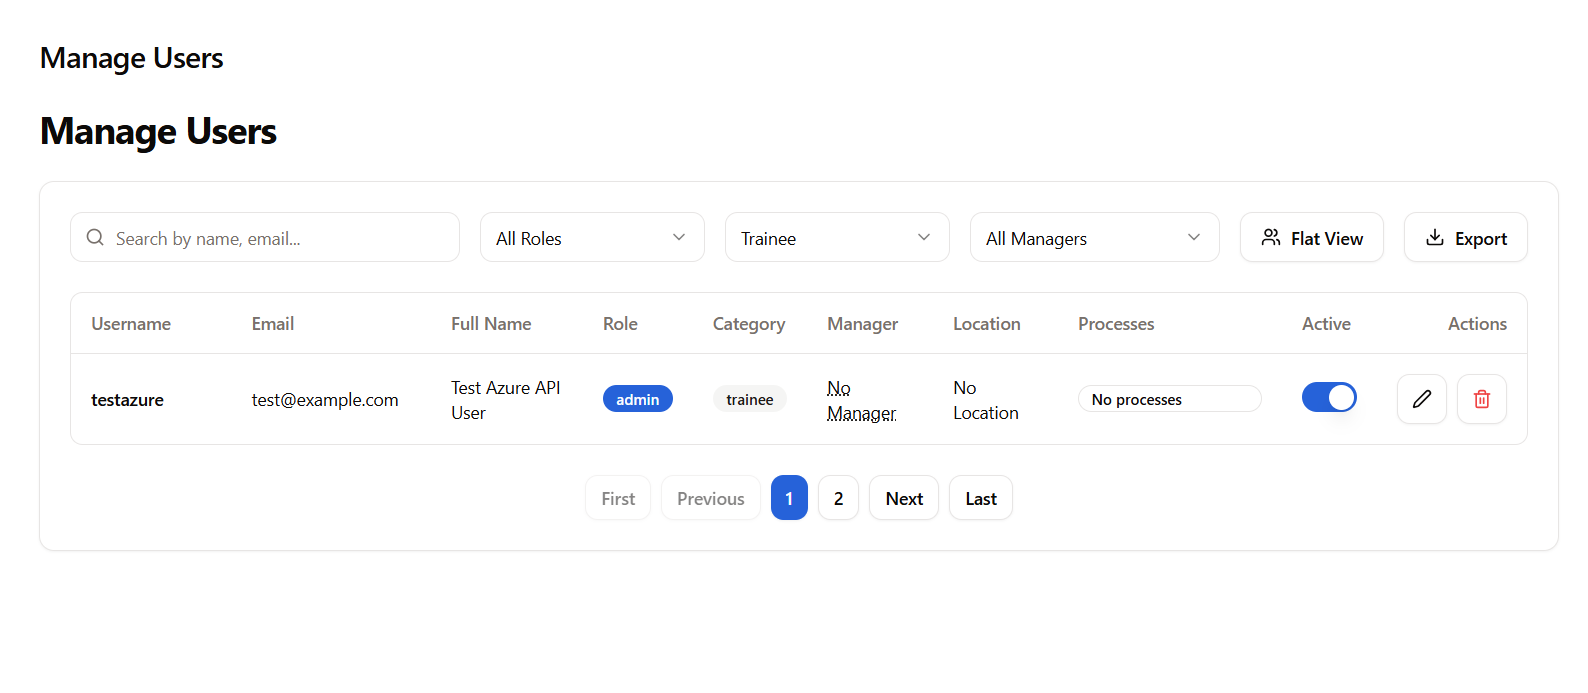 Manage Users
Manage Users
Search by name, email...
All Roles
Trainee
All Managers
Flat View
Export
Username Email Full Name Role Category Manager Location Processes Active Actions
testazure test@example.com Test Azure API User admin trainee No Manager No Location No processes
First Previous 1 2 Next Last